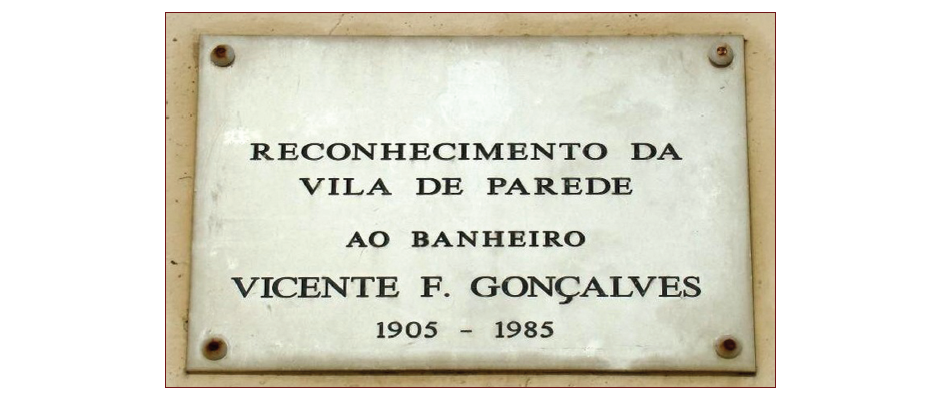 RECONHECIMENTO DA
VILA DE PAREDE
AO BANHEIRO
VICENTE F. GONÇALVES
1905 - 1985